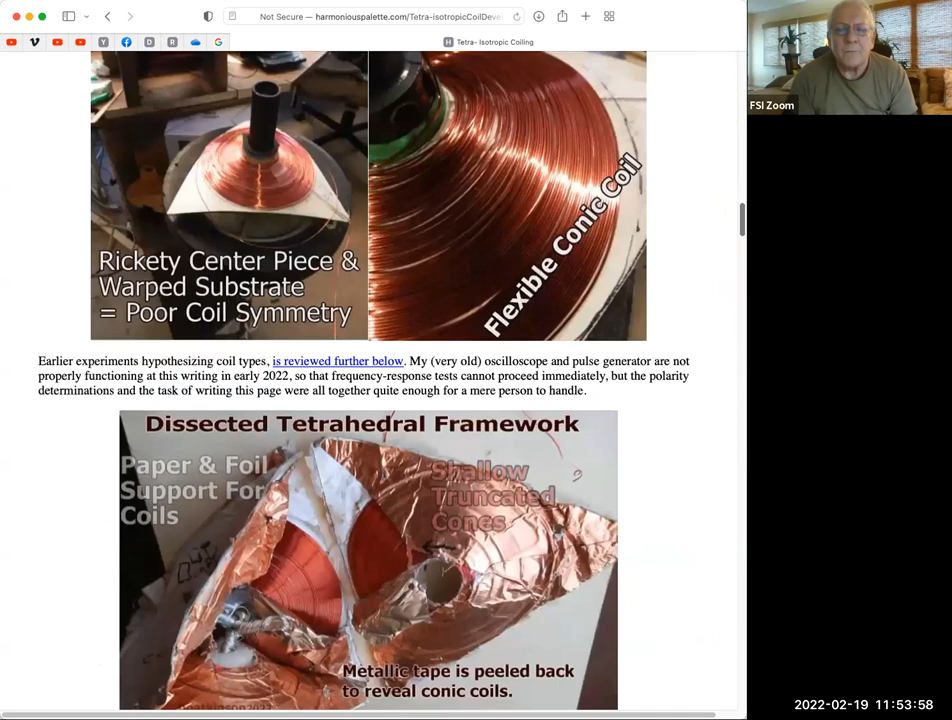 Not Secure — harmoniouspalette.com/Tetra-isotropicCoilDeve
Tetra- Isotropic Coiling
FSI Zoom
Rickety Center Piece &
Warped Substrate
= Poor Coil Symmetry
Flexible Conic Coil
Earlier experiments hypothesizing coil types, is reviewed further below. My (very old) oscilloscope and pulse generator are not
properly functioning at this writing in early 2022, so that frequency-response tests cannot proceed immediately, but the polarity
determinations and the task of writing this page were all together quite enough for a mere person to handle.
Dissected Tetrahedral Framework
Paper & Foil
Support For
Coils
Shallow
Truncated
Cones
Metallic tape is peeled back
to reveal conic coils.
2022-02-19 11:53:58